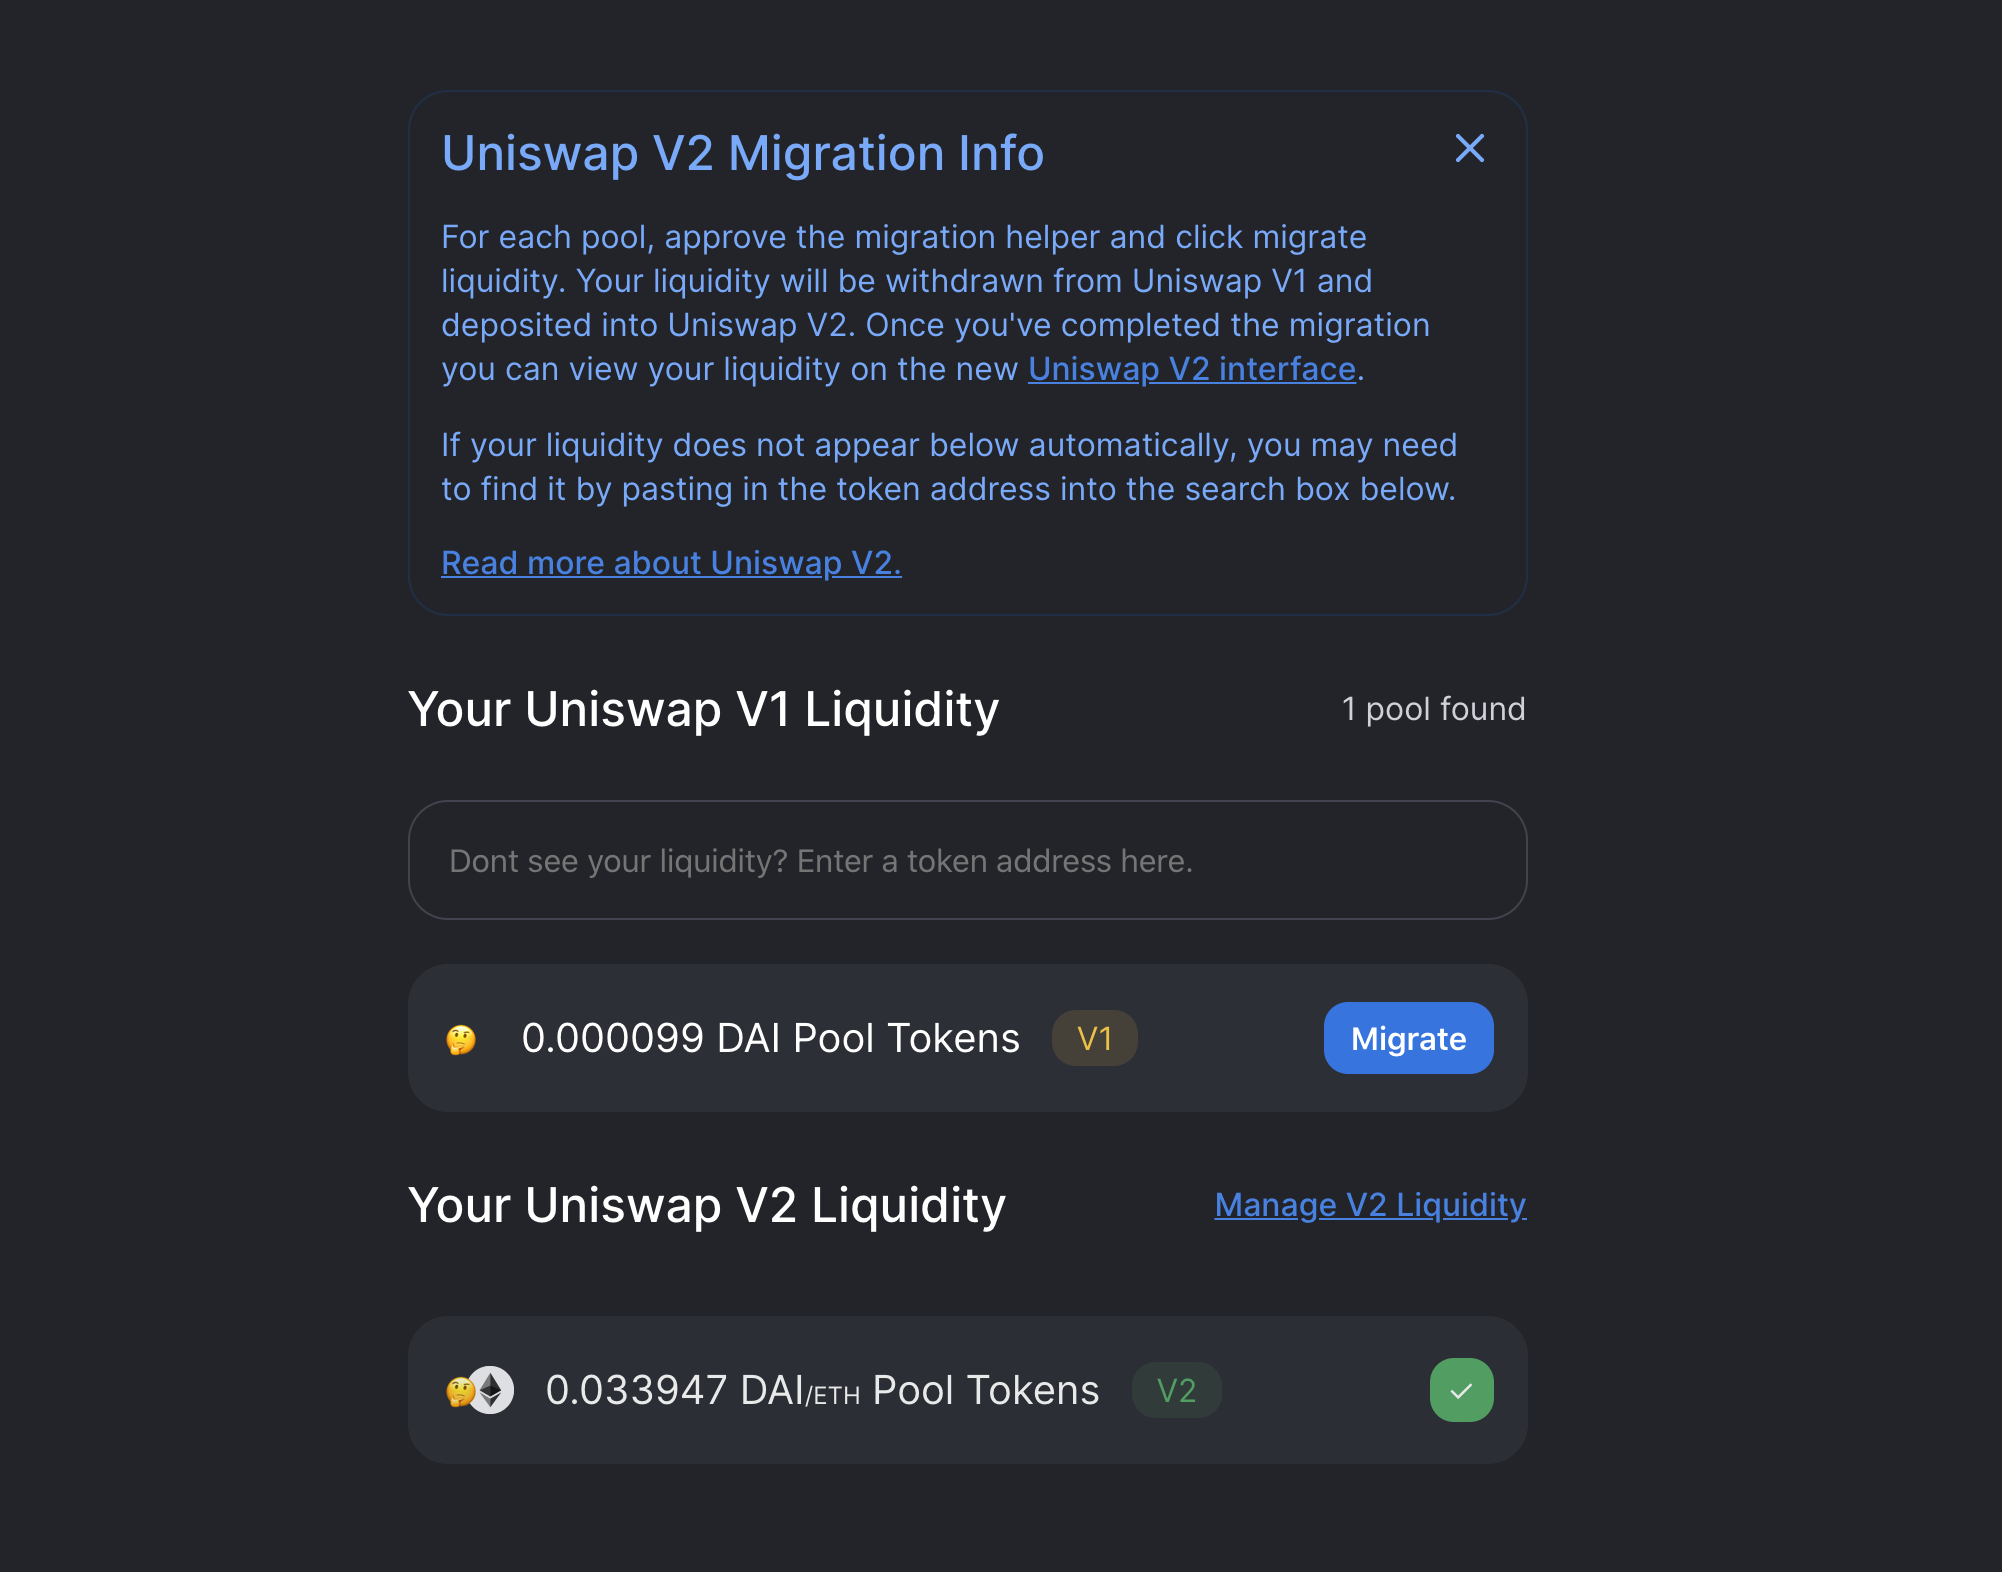 Uniswap V2 Migration Info
For each pool, approve the migration helper and click migrate
liquidity. Your liquidity will be withdrawn from Uniswap V1 and
deposited into Uniswap V2. Once you've completed the migration
you can view your liquidity on the new Uniswap V2 interface.
If your liquidity does not appear below automatically, you may need
to find it by pasting in the token address into the search box below.
Read more about Uniswap V2.
Your Uniswap V1 Liquidity
1 pool found
Dont see your liquidity? Enter a token address here.
0.000099 DAI Pool Tokens V1 Migrate
Your Uniswap V2 Liquidity
Manage V2 Liquidity
0.033947 DAI/ETH Pool Tokens V2